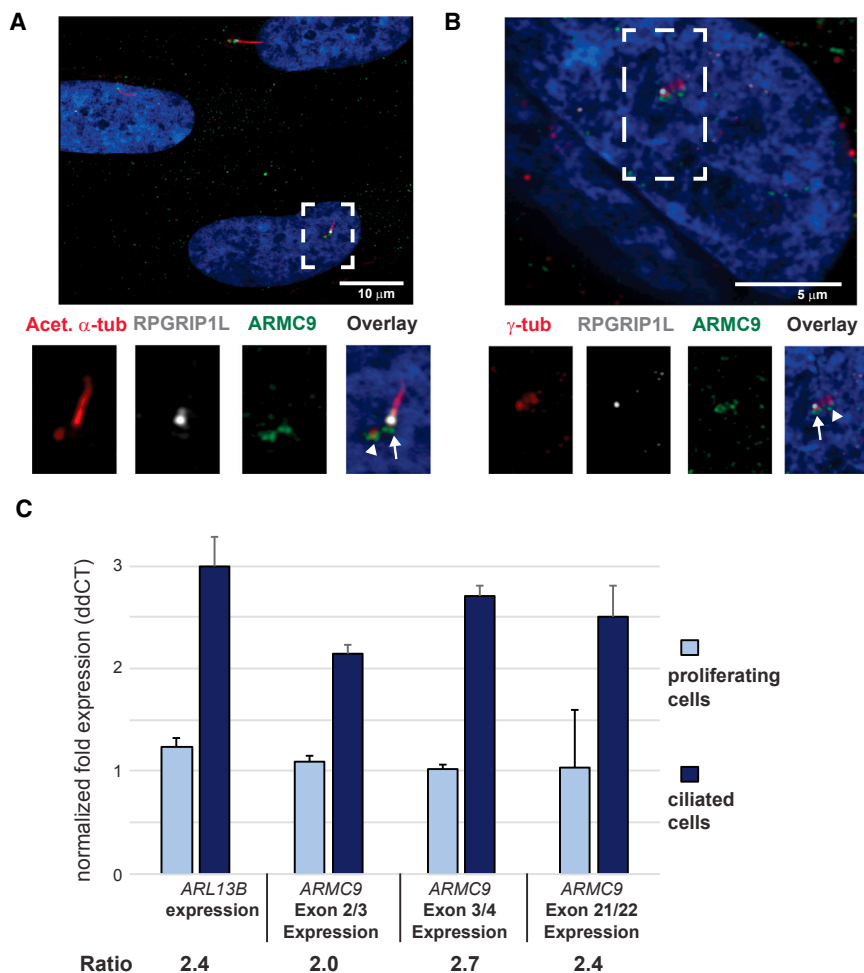 A
10 μm
Acet. α-tub RPGRIP1L ARMC9 Overlay
B
5 μm
γ-tub RPGRIP1L ARMC9 Overlay
C
normalized fold expression (ddCT)
3
2
1
0
proliferating
cells
ciliated
cells
ARL13B
expression
ARMC9
Exon 2/3
Expression
ARMC9
Exon 3/4
Expression
ARMC9
Exon 21/22
Expression
Ratio 2.4 2.0 2.7 2.4